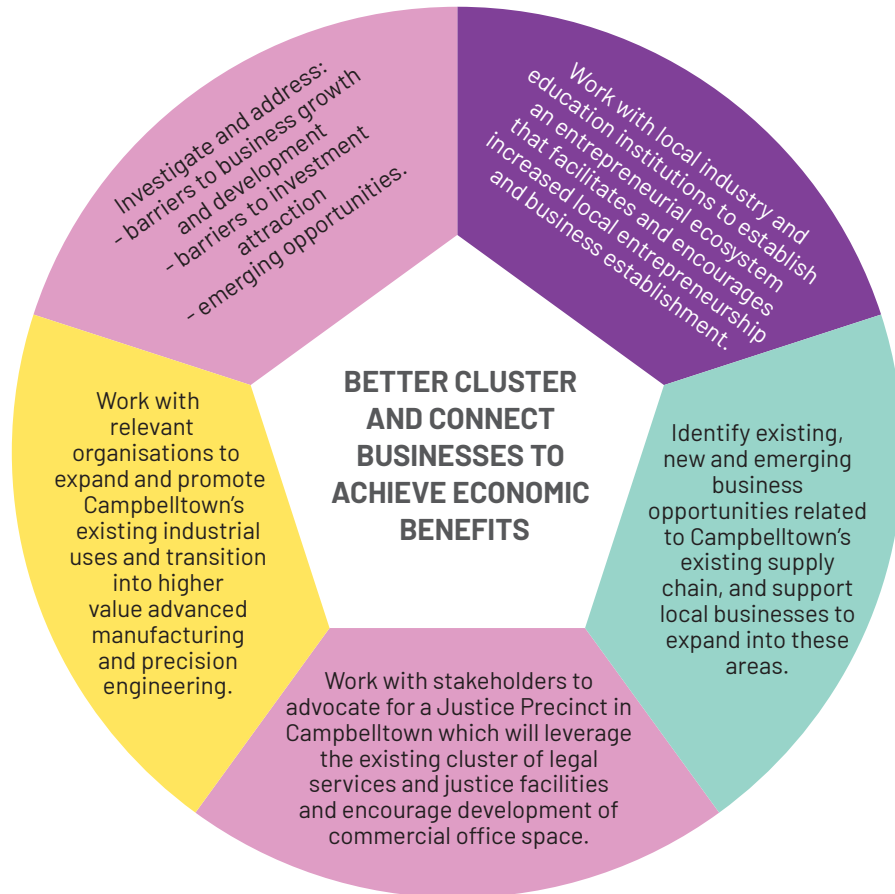 Investigate and address:
- barriers to business growth
and development
- barriers to investment
attraction
- emerging opportunities.
Work with local industry and
education institutions to establish
an entrepreneurial ecosystem
that facilitates and encourages
increased local entrepreneurship
and business establishment.
BETTER CLUSTER
AND CONNECT
BUSINESSES TO
ACHIEVE ECONOMIC
BENEFITS
Work with
relevant
organisations to
expand and promote
Campbelltown’s
existing industrial
uses and transition
into higher
value advanced
manufacturing
and precision
engineering.
Identify existing,
new and emerging
business
opportunities related
to Campbelltown’s
existing supply
chain, and support
local businesses to
expand into these
areas.
Work with stakeholders to
advocate for a Justice Precinct in
Campbelltown which will leverage
the existing cluster of legal
services and justice facilities
and encourage development of
commercial office space.